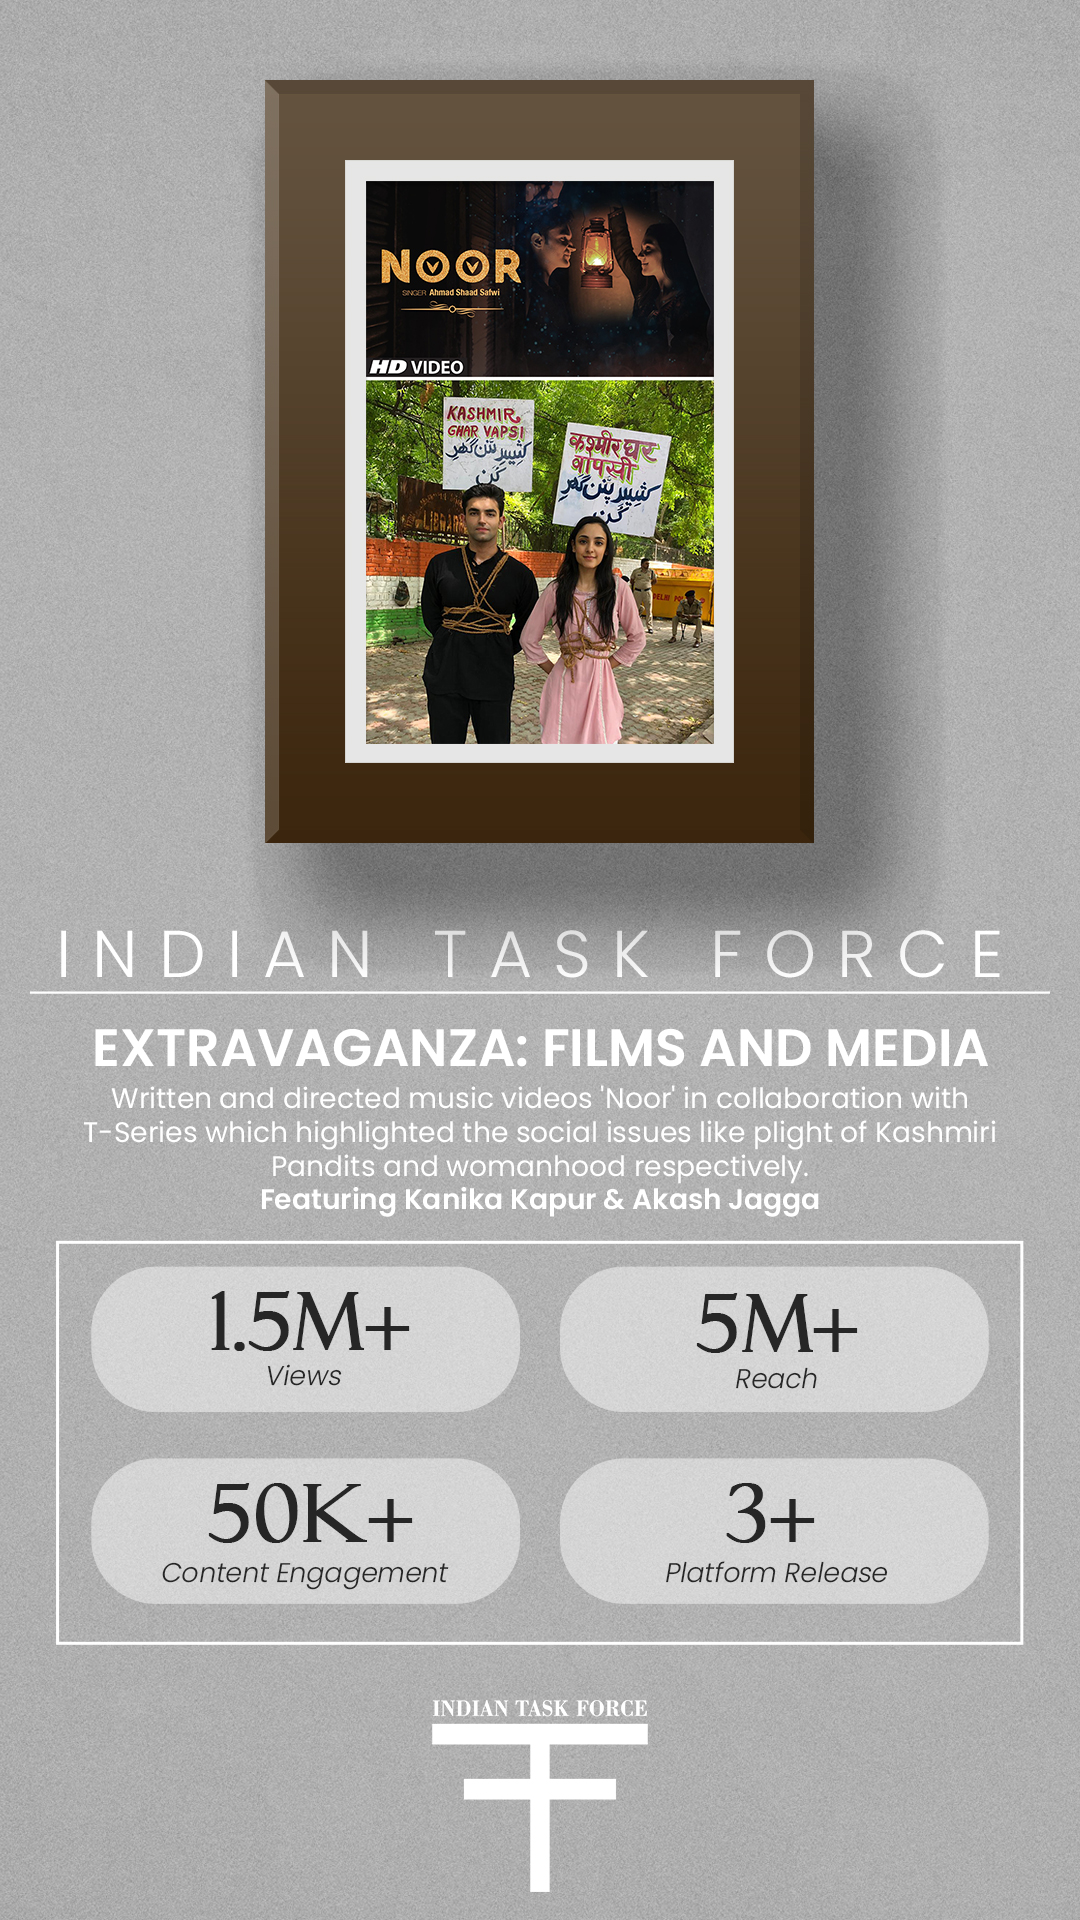 NOOR
SINGER Ahmad Shaad Safwi
HD VIDEO
KASHMIR
GHAR VAPSI
कश्मीर घर
वापसी
LIBRARY
DELHI PO
INDIAN TASK FORCE
EXTRAVAGANZA: FILMS AND MEDIA
Written and directed music videos 'Noor' in collaboration with
T-Series which highlighted the social issues like plight of Kashmiri
Pandits and womanhood respectively.
Featuring Kanika Kapur & Akash Jagga
1.5M+
Views
5M+
Reach
50K+
Content Engagement
3+
Platform Release
INDIAN TASK FORCE